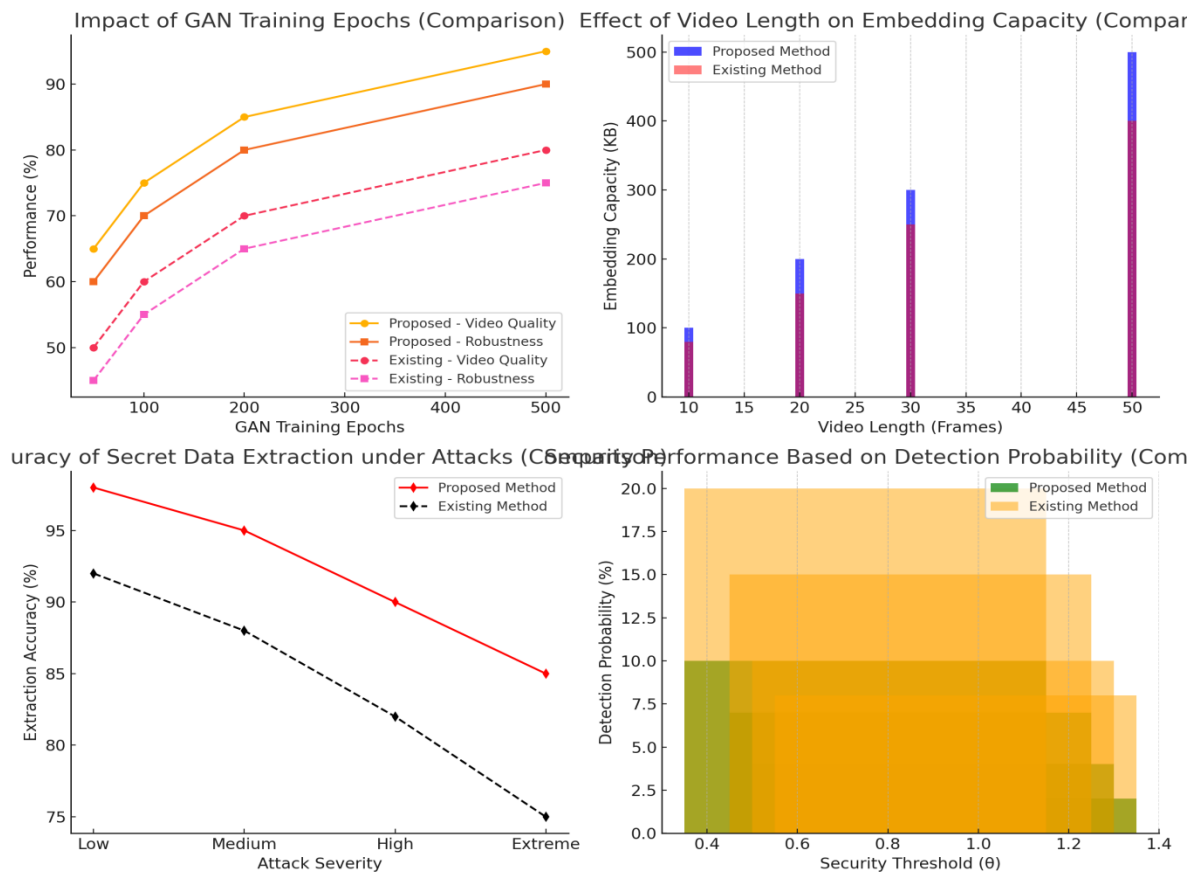 Impact of GAN Training Epochs (Comparison)
Performance (%)
90
80
70
60
50
Proposed - Video Quality
Proposed - Robustness
Existing - Video Quality
Existing - Robustness
100 200 300 400 500
GAN Training Epochs
Effect of Video Length on Embedding Capacity (Compar
Proposed Method
Existing Method
Embedding Capacity (KB)
500
400
300
200
100
0
10 15 20 25 30 35 40 45 50
Video Length (Frames)
uracy of Secret Data Extraction under Attacks (Comparison)
Proposed Method
Existing Method
Extraction Accuracy (%)
95
90
85
80
75
Low Medium High Extreme
Attack Severity
Security Performance Based on Detection Probability (Com
Proposed Method
Existing Method
Detection Probability (%)
20.0
17.5
15.0
12.5
10.0
7.5
5.0
2.5
0.0
0.4 0.6 0.8 1.0 1.2 1.4
Security Threshold (θ)